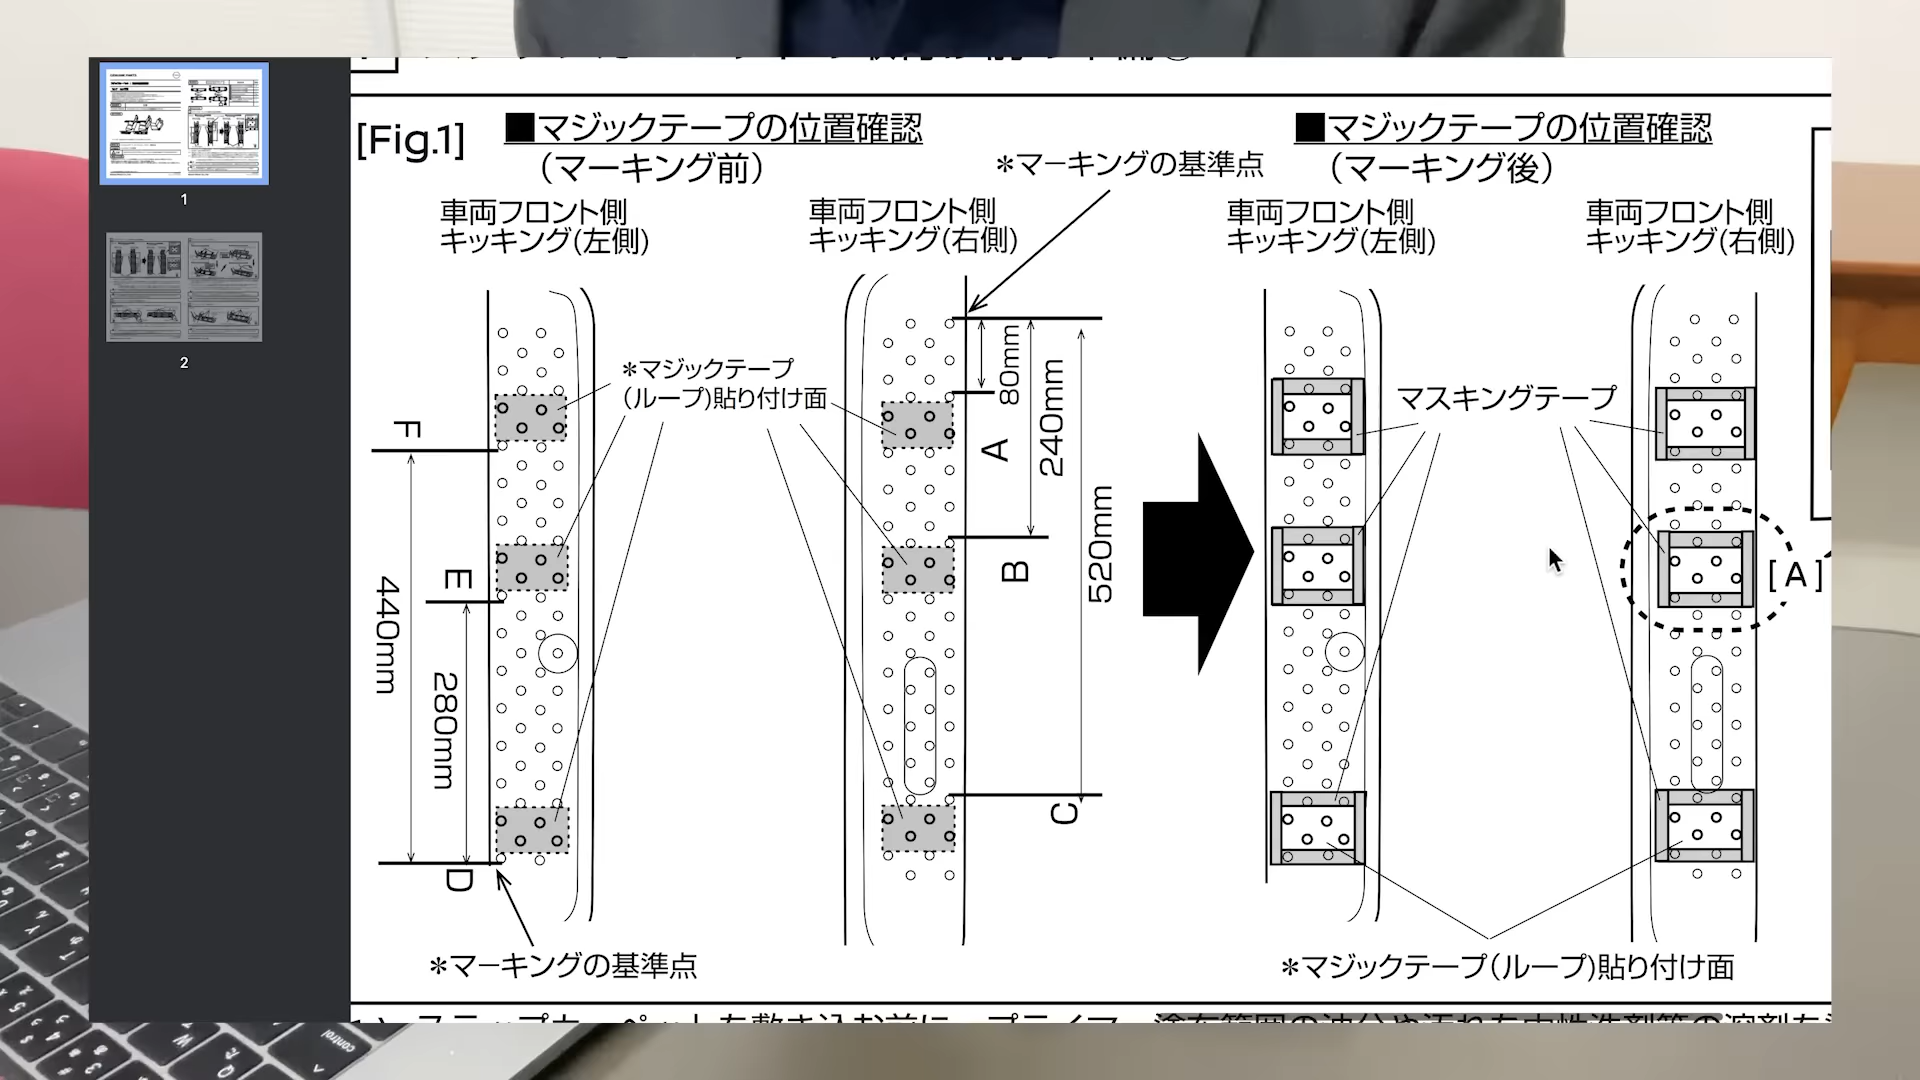 [Fig.1]
■マジックテープの位置確認
（マーキング前）
*マーキングの基準点
■マジックテープの位置確認
（マーキング後）
車両フロント側
キッキング(左側)
車両フロント側
キッキング(右側)
車両フロント側
キッキング(左側)
車両フロント側
キッキング(右側)
*マジックテープ
(ループ)貼り付け面
マスキングテープ
80mm
240mm
520mm
A
B
C
F
E
D
440mm
280mm
[A]
*マーキングの基準点
*マジックテープ(ループ)貼り付け面
1
2
control